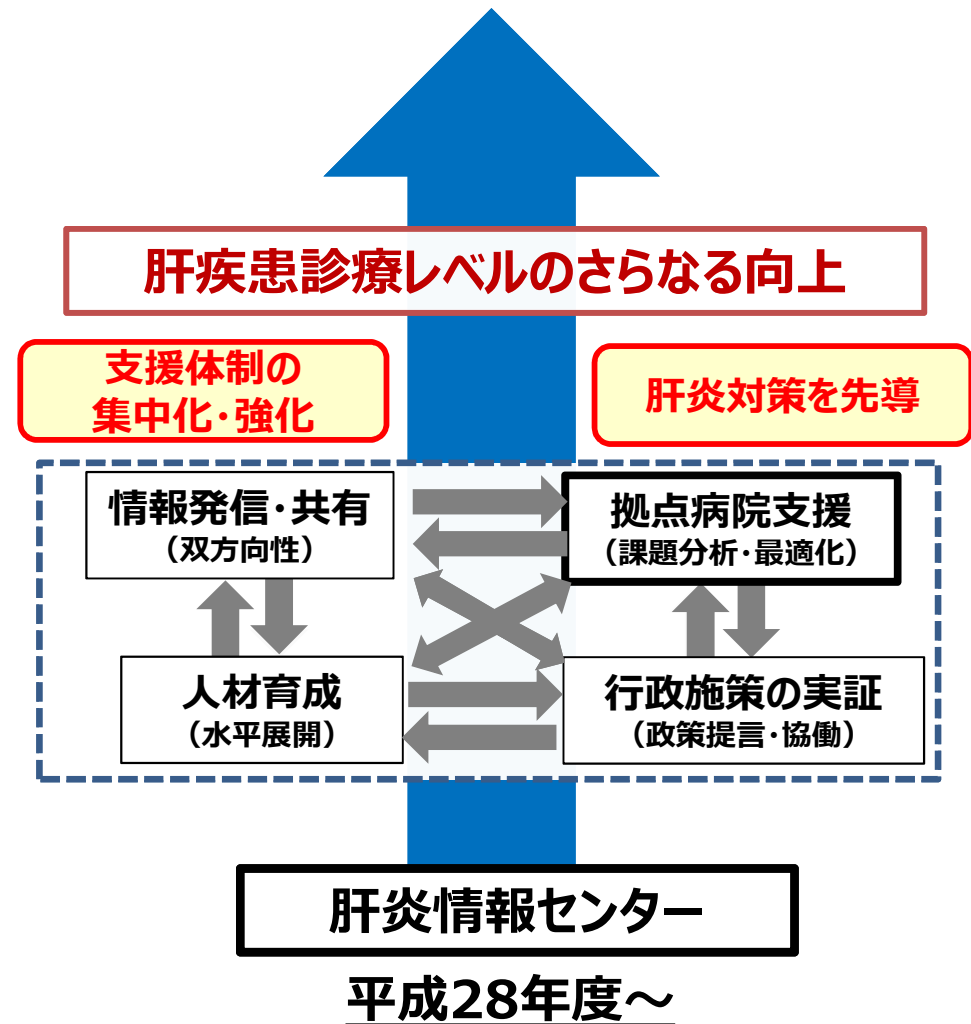 肝疾患診療レベルのさらなる向上
支援体制の
集中化･強化
肝炎対策を先導
情報発信･共有
（双方向性）
拠点病院支援
（課題分析･最適化）
人材育成
（水平展開）
行政施策の実証
（政策提言･協働）
肝炎情報センター
平成28年度～